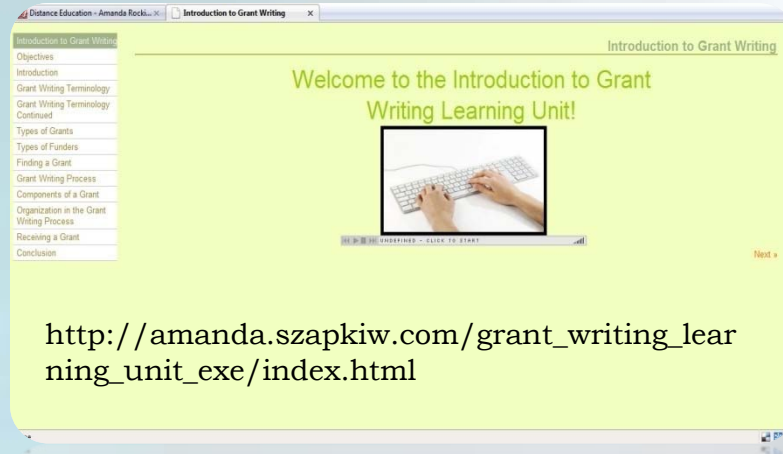 Distance Education - Amanda Rocki... x
Introduction to Grant Writing x
Introduction to Grant Writing
Objectives
Introduction
Grant Writing Terminology
Grant Writing Terminology
Continued
Types of Grants
Types of Funders
Finding a Grant
Grant Writing Process
Components of a Grant
Organization in the Grant
Writing Process
Receiving a Grant
Conclusion
Introduction to Grant Writing
Welcome to the Introduction to Grant
Writing Learning Unit!
UNDEFINED - CLICK TO START
Next »
http://amanda.szapkiw.com/grant_writing_lear
ning_unit_exe/index.html